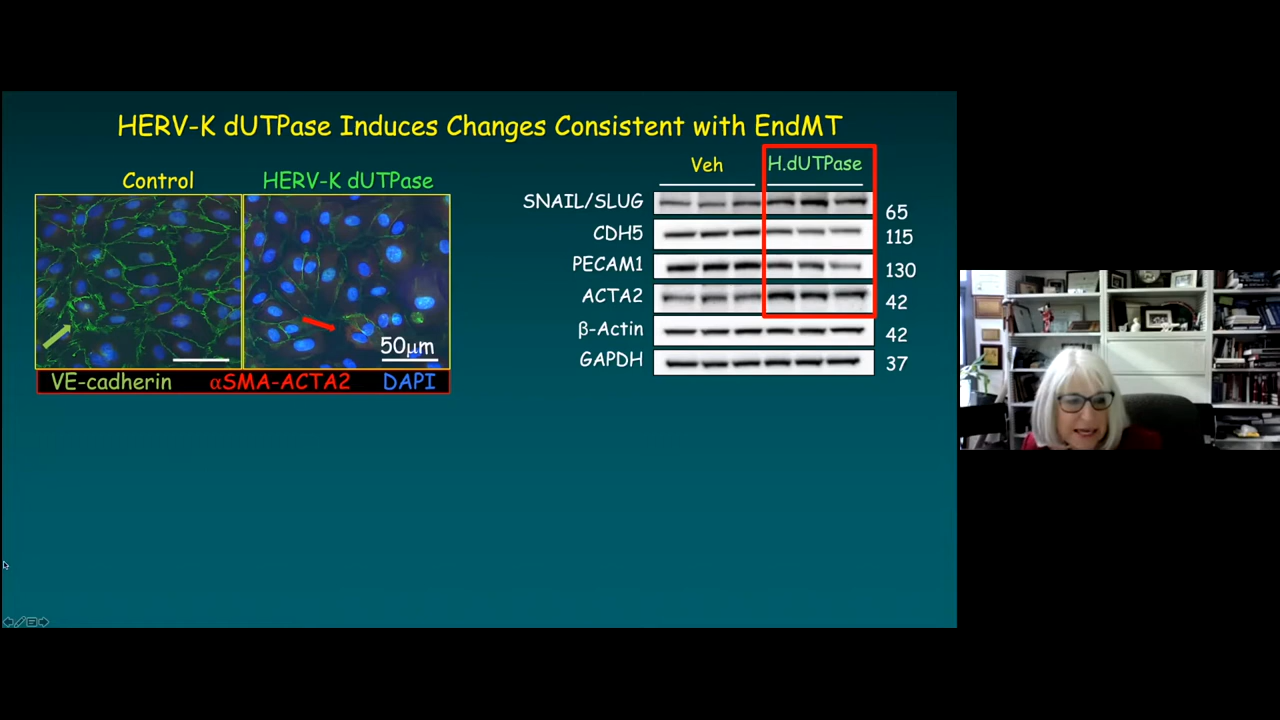 HERV-K dUTPase Induces Changes Consistent with EndMT
Control
HERV-K dUTPase
50μm
VE-cadherin αSMA-ACTA2 DAPI
Veh
H.dUTPase
SNAIL/SLUG 65
CDH5 115
PECAM1 130
ACTA2 42
β-Actin 42
GAPDH 37